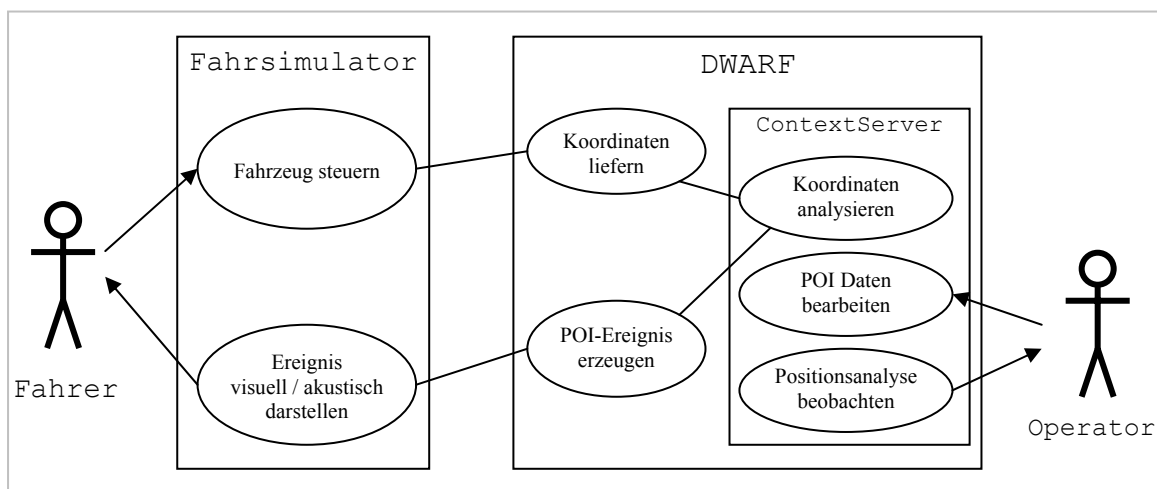 Fahrsimulator
DWARF
ContextServer
Fahrzeug steuern
Koordinaten
liefern
Koordinaten
analysieren
POI Daten
bearbeiten
POI-Ereignis
erzeugen
Ereignis
visuell / akustisch
darstellen
Positionsanalyse
beobachten
Fahrer
Operator